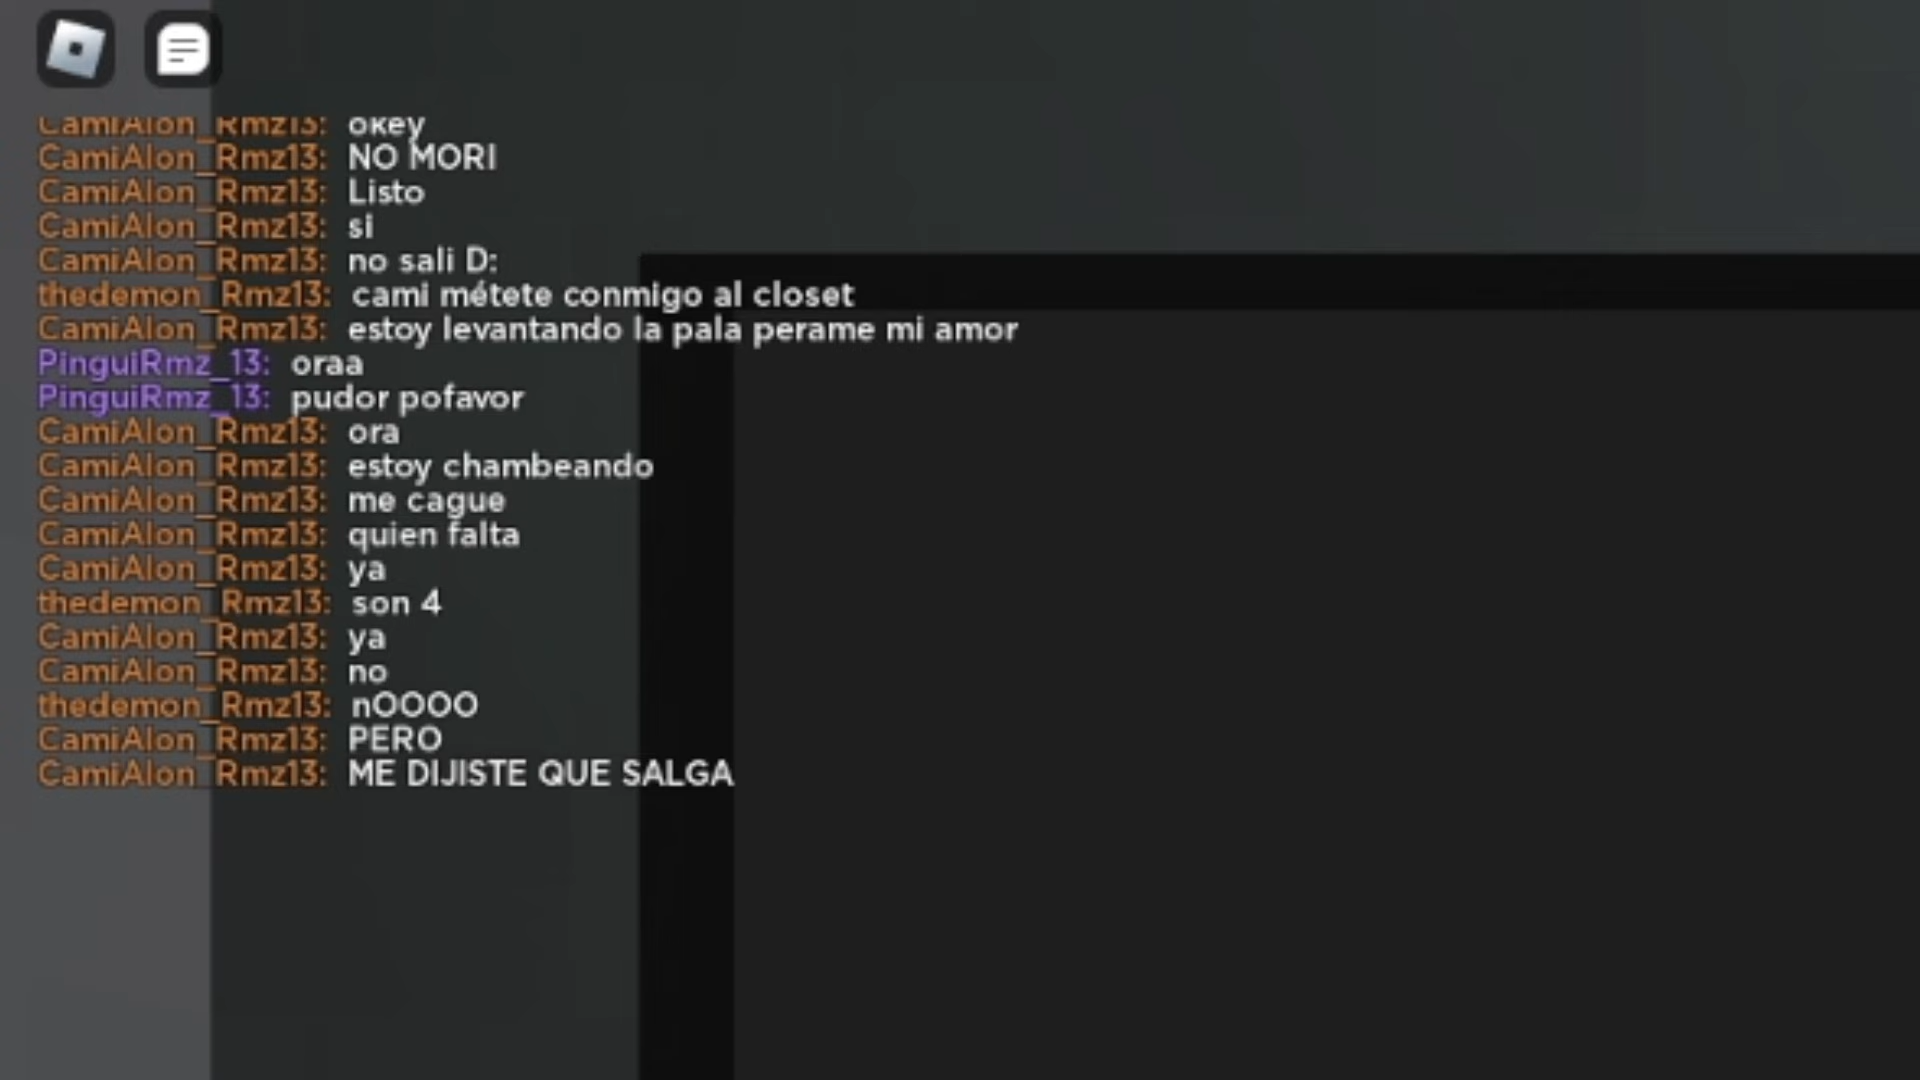 CamiAlon_Rmz13: okey
CamiAlon_Rmz13: NO MORI
CamiAlon_Rmz13: Listo
CamiAlon_Rmz13: si
CamiAlon_Rmz13: no sali D:
thedemon_Rmz13: cami métete conmigo al closet
CamiAlon_Rmz13: estoy levantando la pala perame mi amor
PinguiRmz_13: oraa
PinguiRmz_13: pudor pofavor
CamiAlon_Rmz13: ora
CamiAlon_Rmz13: estoy chambeando
CamiAlon_Rmz13: me cague
CamiAlon_Rmz13: quien falta
CamiAlon_Rmz13: ya
thedemon_Rmz13: son 4
CamiAlon_Rmz13: ya
CamiAlon_Rmz13: no
thedemon_Rmz13: nOOOO
CamiAlon_Rmz13: PERO
CamiAlon_Rmz13: ME DIJISTE QUE SALGA